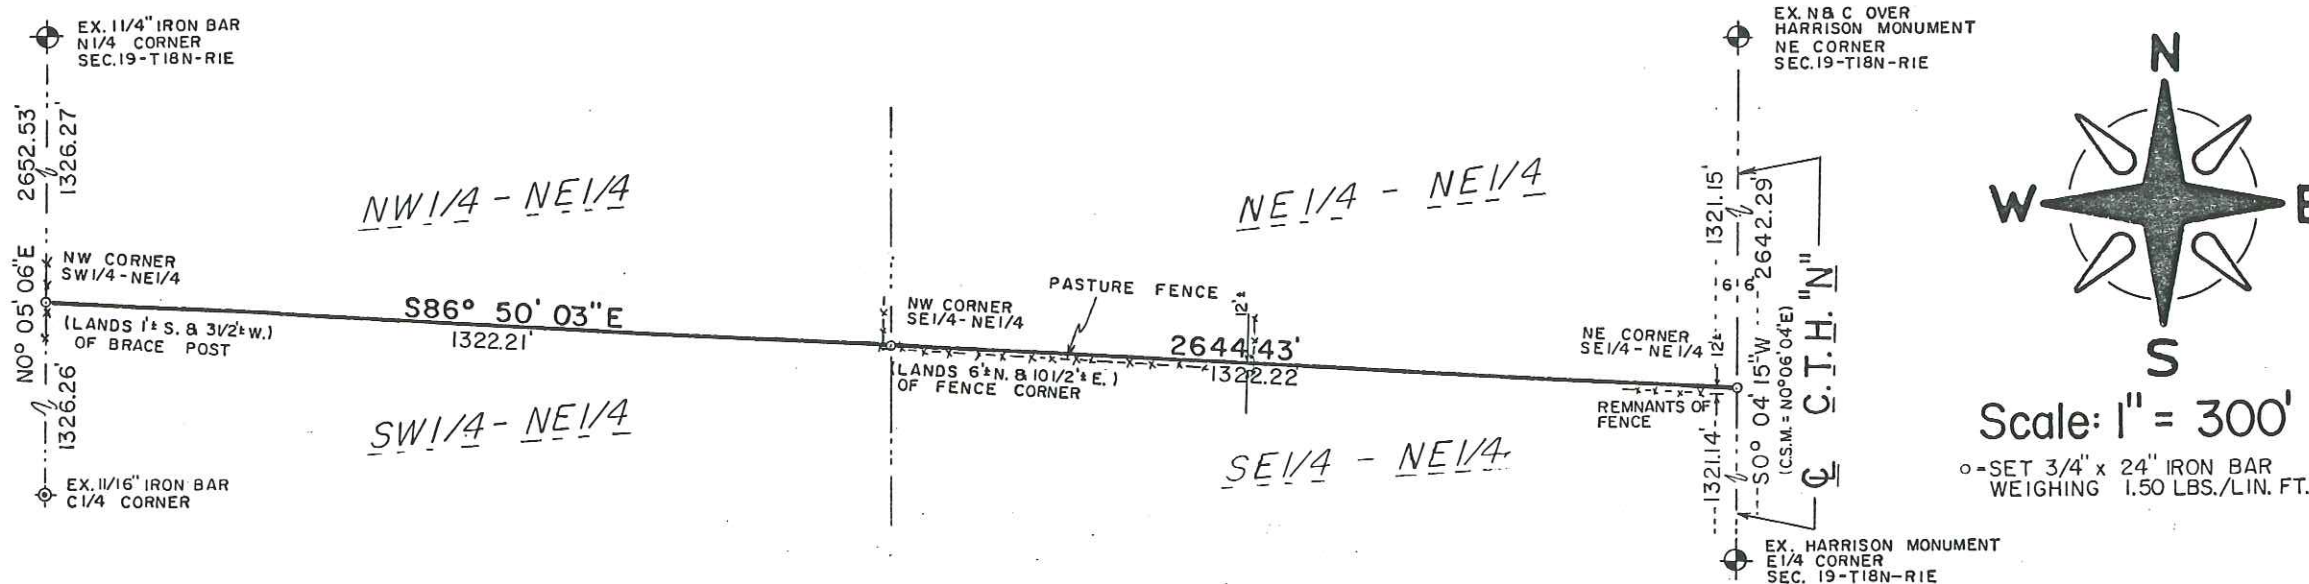 EX. 1 1/4" IRON BAR
N1/4 CORNER
SEC.19-T18N-R1E
2652.53'
1326.27'
N0° 05' 06"E
1326.26'
NW CORNER
SW1/4-NE1/4
(LANDS 1'± S. & 3 1/2'± W.)
OF BRACE POST
EX. 11/16" IRON BAR
C1/4 CORNER
NW1/4 - NE1/4
S86° 50' 03"E
1322.21'
SW1/4 - NE1/4
NW CORNER
SE1/4-NE1/4
PASTURE FENCE
12'±
NE1/4 - NE1/4
2644.43'
1322.22'
(LANDS 6'± N. & 10 1/2'± E.)
OF FENCE CORNER
SE1/4 - NE1/4
NE CORNER
SE1/4-NE1/4
REMNANTS OF
FENCE
EX. N & C OVER
HARRISON MONUMENT
NE CORNER
SEC.19-T18N-R1E
1321.15'
2642.29'
6 6'
12'±
S0° 04' 15"W
(C.S.M. = N0°06'04"E)
1321.14'
℄ C.T.H. "N"
EX. HARRISON MONUMENT
E1/4 CORNER
SEC. 19-T18N-R1E
N
W
E
S
Scale: 1" = 300'
o -SET 3/4" x 24" IRON BAR
WEIGHING 1.50 LBS./LIN. FT.